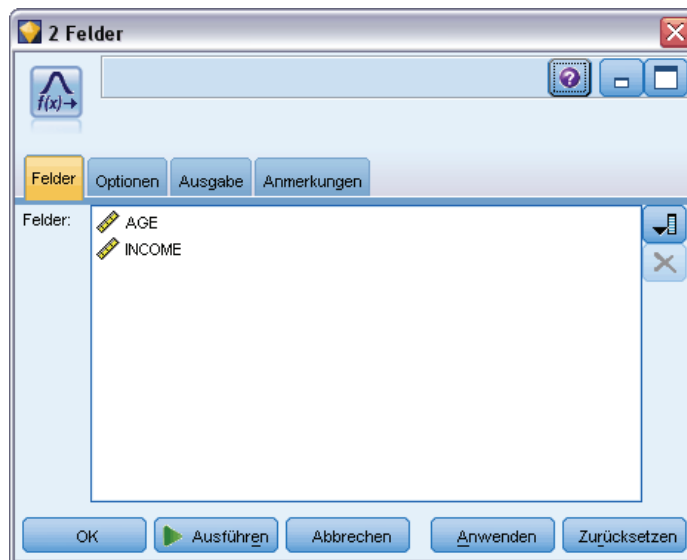 2 Felder
f(x)→
?
Felder Optionen Ausgabe Anmerkungen
Felder:
AGE
INCOME
OK Ausführen Abbrechen Anwenden Zurücksetzen